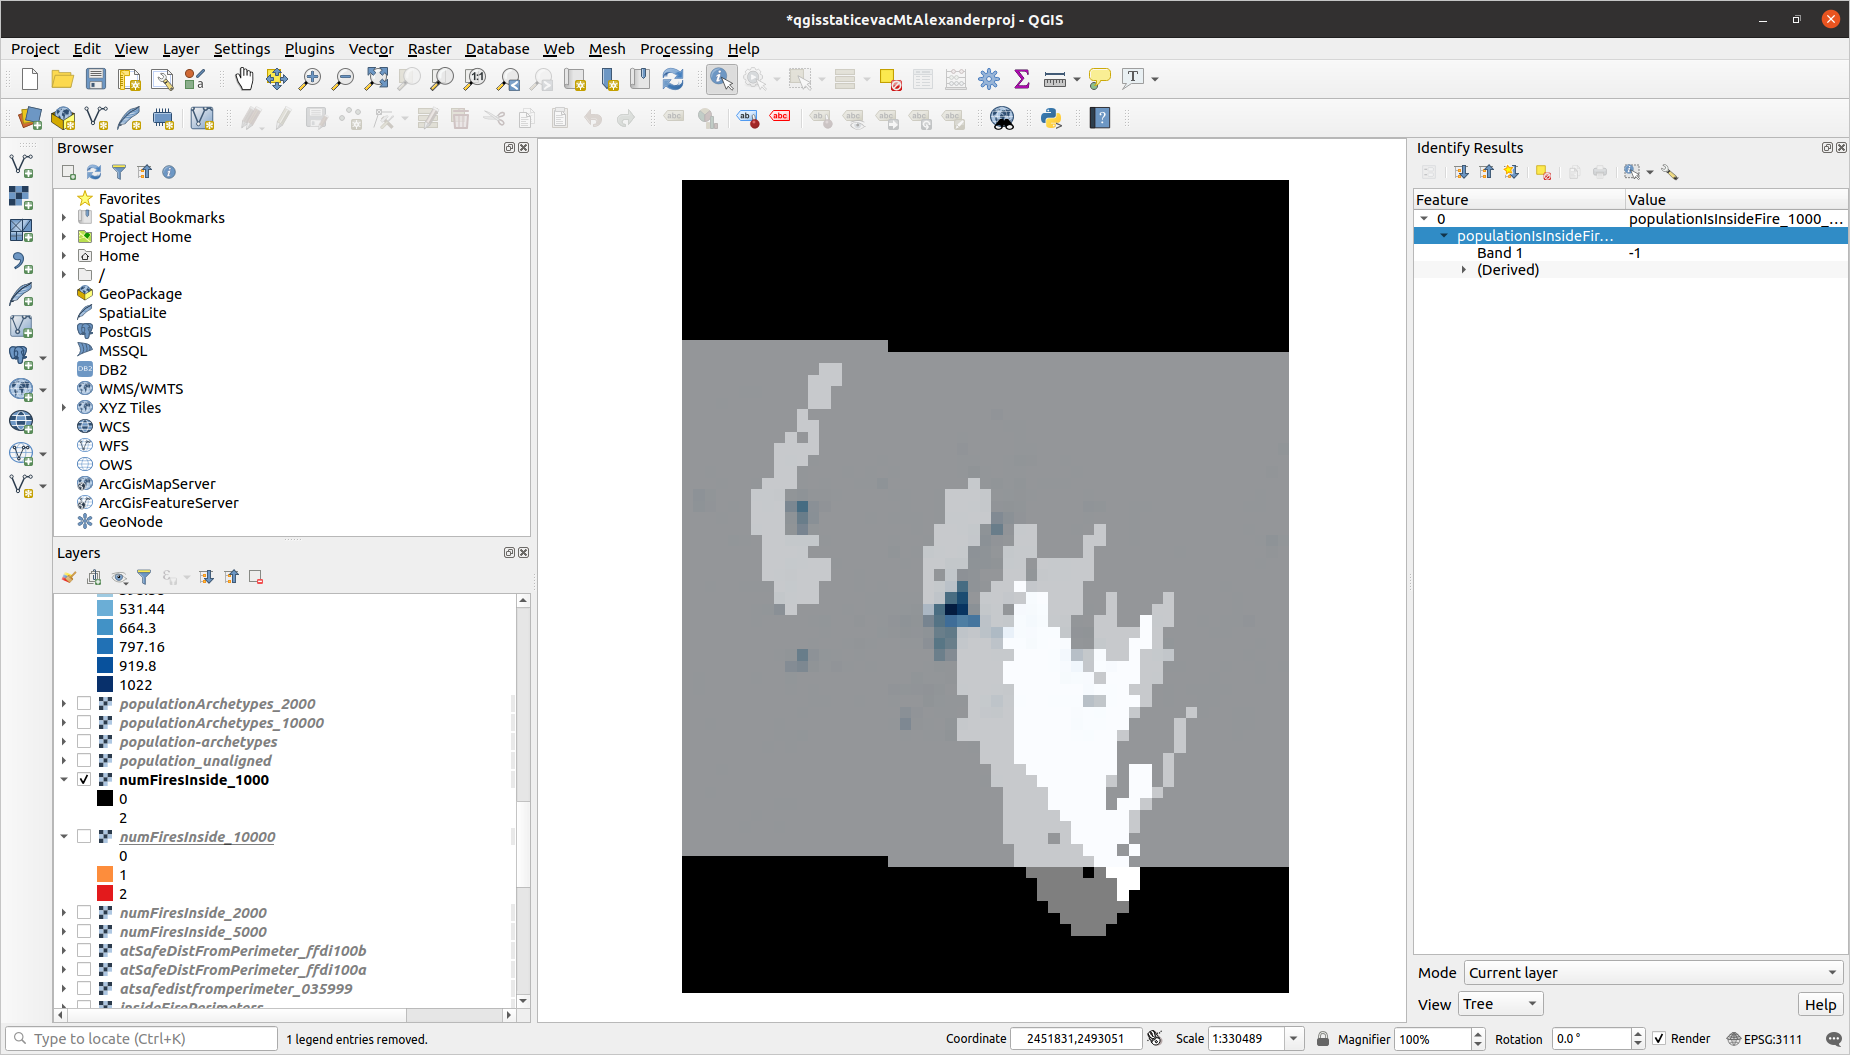 *qgisstaticevacMtAlexanderproj - QGIS
Project Edit View Layer Settings Plugins Vector Raster Database Web Mesh Processing Help
Browser
Favorites
Spatial Bookmarks
Project Home
Home
/
GeoPackage
SpatiaLite
PostGIS
MSSQL
DB2
WMS/WMTS
XYZ Tiles
WCS
WFS
OWS
ArcGisMapServer
ArcGisFeatureServer
GeoNode
Layers
531.44
664.3
797.16
919.8
1022
populationArchetypes_2000
populationArchetypes_10000
population-archetypes
population_unaligned
numFiresInside_1000
0
2
numFiresInside_10000
0
1
2
numFiresInside_2000
numFiresInside_5000
atSafeDistFromPerimeter_ffdi100b
atSafeDistFromPerimeter_ffdi100a
atsafedistfromperimeter_035999
insideFirePerimeters
Identify Results
Feature Value
0 populationIsInsideFire_1000_...
populationIsInsideFir...
Band 1 -1
(Derived)
Mode Current layer
View Tree Help
Type to locate (Ctrl+K) 1 legend entries removed. Coordinate 2451831,2493051 Scale 1:330489 Magnifier 100% Rotation 0.0 ° Render EPSG:3111